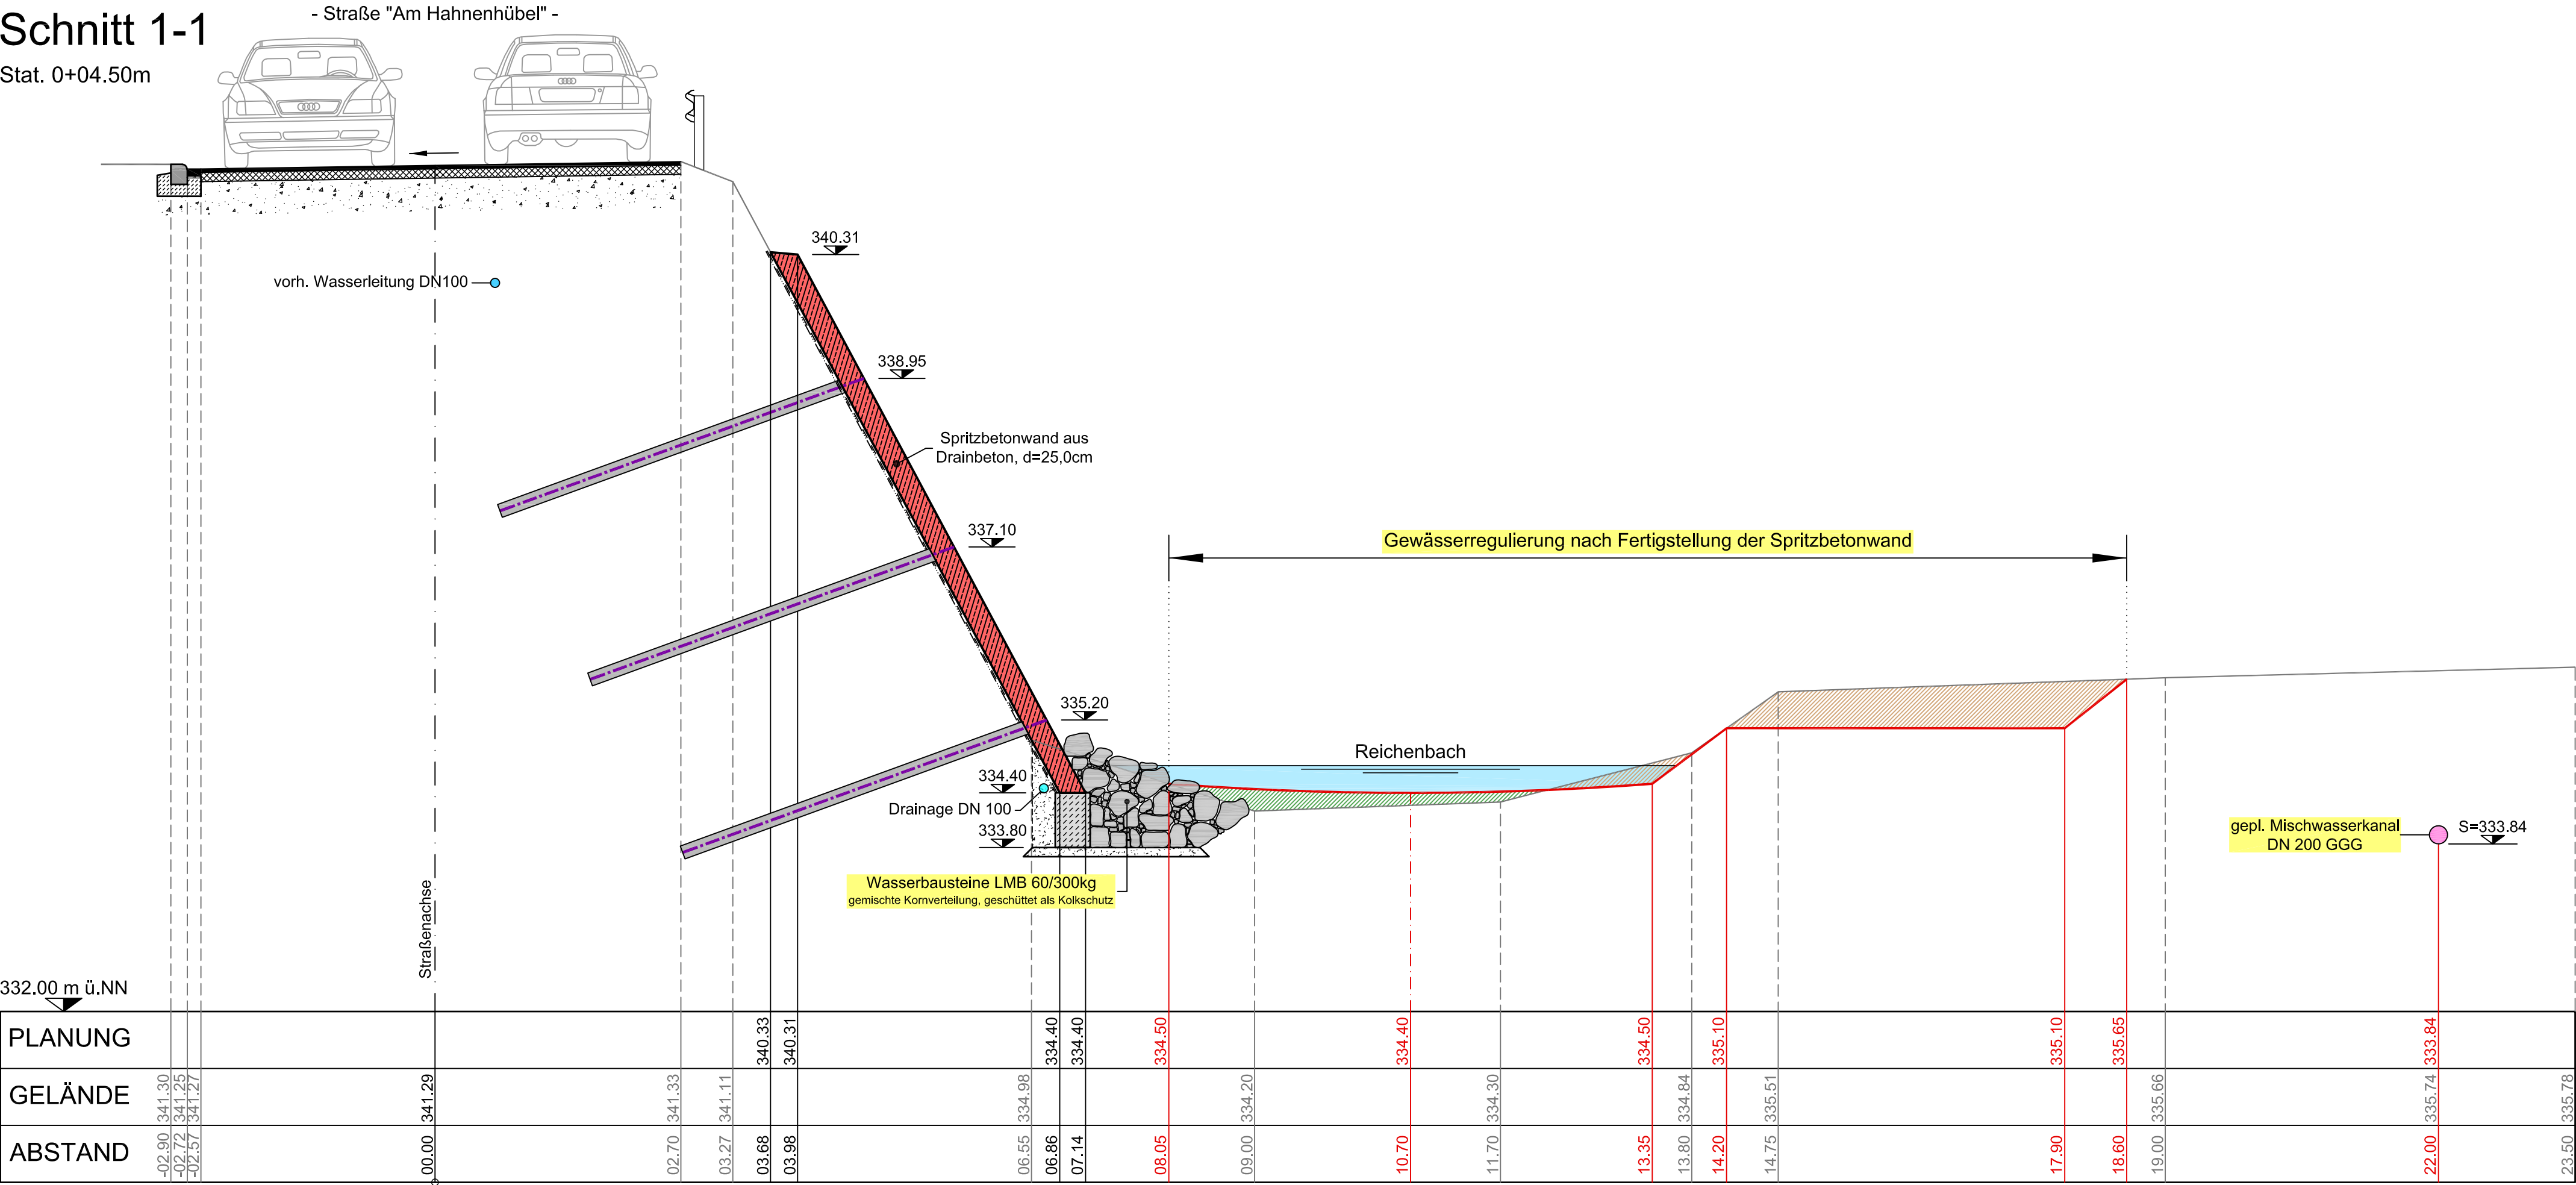 Schnitt 1-1
- Straße "Am Hahnenhübel" -
Stat. 0+04.50m
340.31
vorh. Wasserleitung DN100
338.95
Spritzbetonwand aus
Drainbeton, d=25,0cm
337.10
Gewässerregulierung nach Fertigstellung der Spritzbetonwand
335.20
Reichenbach
334.40
Drainage DN 100
333.80
gepl. Mischwasserkanal
DN 200 GGG
S=333.84
Wasserbausteine LMB 60/300kg
gemischte Kornverteilung, geschüttet als Kolkschutz
Straßenachse
332.00 m ü.NN
PLANUNG 340.33 340.31 334.40 334.40 334.50 334.40 334.50 335.10 335.10 335.65 333.84
GELÄNDE 341.30 341.25 341.27 341.29 341.33 341.11 334.98 334.20 334.30 334.84 335.51 335.66 335.74 335.78
ABSTAND -02.90 -02.72 -02.57 00.00 02.70 03.27 03.68 03.98 06.55 06.86 07.14 08.05 09.00 10.70 11.70 13.35 13.80 14.20 14.75 17.90 18.60 19.00 22.00 23.50